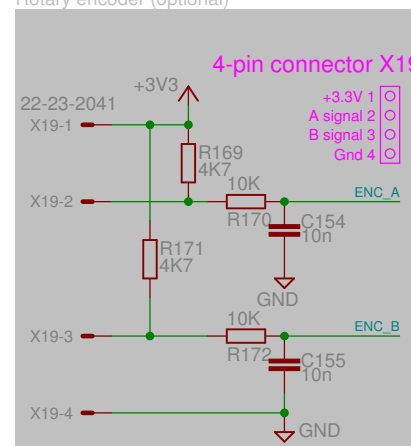 Rotary encoder (optional)
4-pin connector X19
+3V3
+3.3V 1
22-23-2041
A signal 2
X19-1
B signal 3
R169
4K7
Gnd 4
10K
ENC_A
X19-2
R170
C154
10n
R171
4K7
GND
10K
ENC_B
X19-3
R172
C155
10n
X19-4
GND